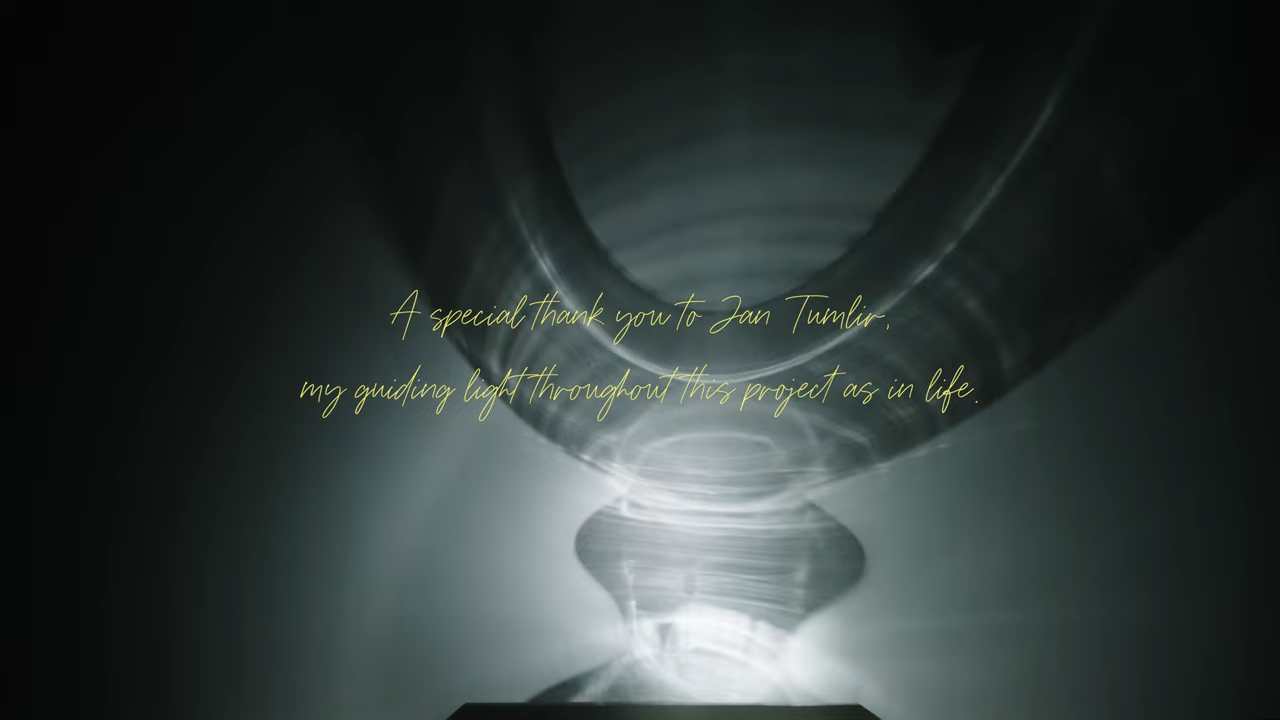 A special thank you to Jan Tumlir,
my guiding light throughout this project as in life.